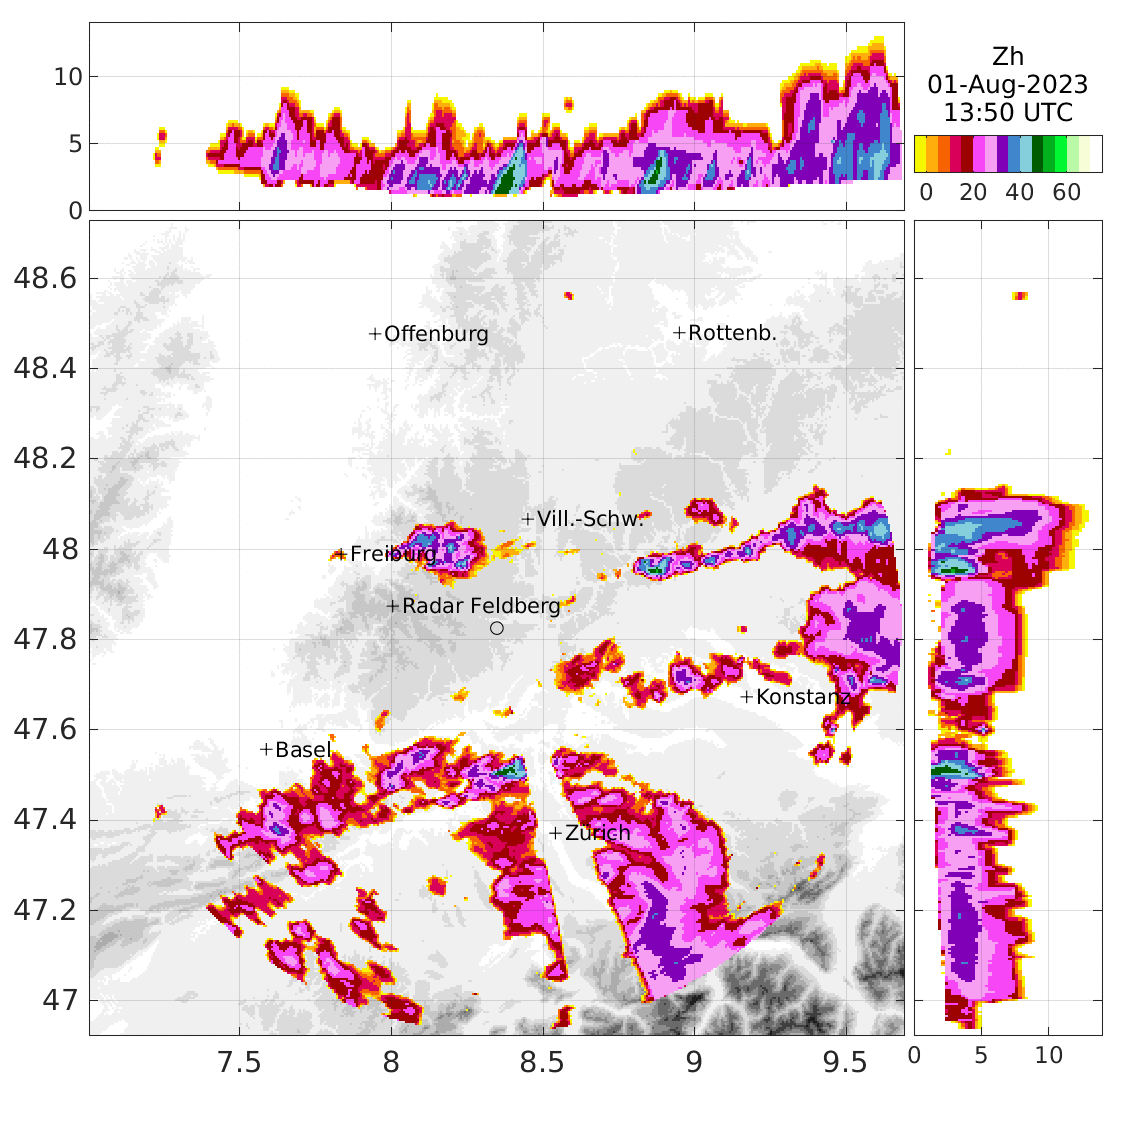 10
5
0
Zh
01-Aug-2023
13:50 UTC
0 20 40 60
48.6
48.4
48.2
48
47.8
47.6
47.4
47.2
47
+Offenburg
+Rottenb.
+Vill.-Schw.
+Freiburg
+Radar Feldberg
+Konstanz
+Basel
+Zürich
7.5 8 8.5 9 9.5
0 5 10